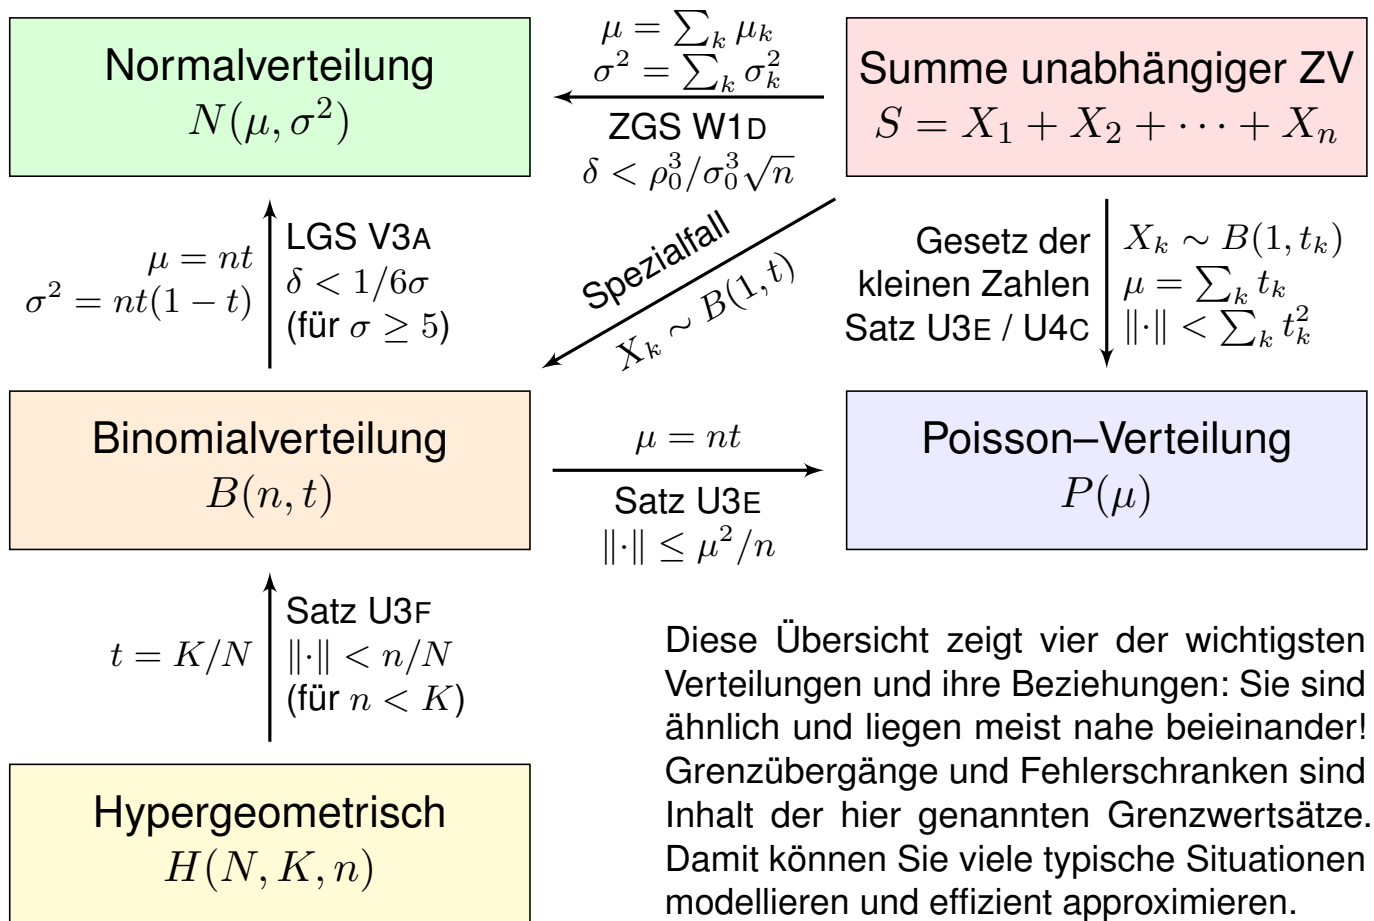 Normalverteilung
N(μ, σ²)
μ = ∑ₖ μₖ
σ² = ∑ₖ σₖ²
ZGS W1D
δ < ρ₀³/σ₀³√n
Summe unabhängiger ZV
S = X₁ + X₂ + ··· + Xₙ
μ = nt
σ² = nt(1 − t)
LGS V3A
δ < 1/6σ
(für σ ≥ 5)
Spezialfall
Xₖ ∼ B(1, t)
Gesetz der
kleinen Zahlen
Satz U3E / U4C
Xₖ ∼ B(1, tₖ)
μ = ∑ₖ tₖ
‖·‖ < ∑ₖ tₖ²
Binomialverteilung
B(n, t)
μ = nt
Satz U3E
‖·‖ ≤ μ²/n
Poisson–Verteilung
P(μ)
t = K/N
Satz U3F
‖·‖ < n/N
(für n < K)
Hypergeometrisch
H(N, K, n)
Diese Übersicht zeigt vier der wichtigsten
Verteilungen und ihre Beziehungen: Sie sind
ähnlich und liegen meist nahe beieinander!
Grenzübergänge und Fehlerschranken sind
Inhalt der hier genannten Grenzwertsätze.
Damit können Sie viele typische Situationen
modellieren und effizient approximieren.